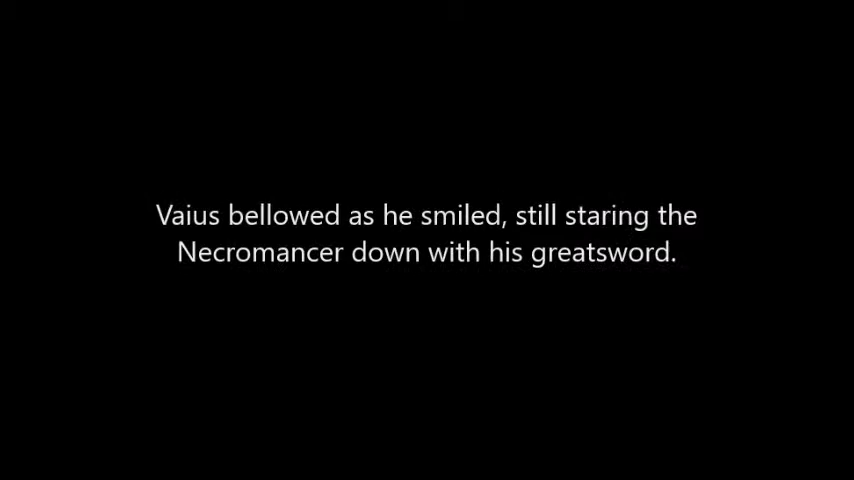 Vaius bellowed as he smiled, still staring the
Necromancer down with his greatsword.